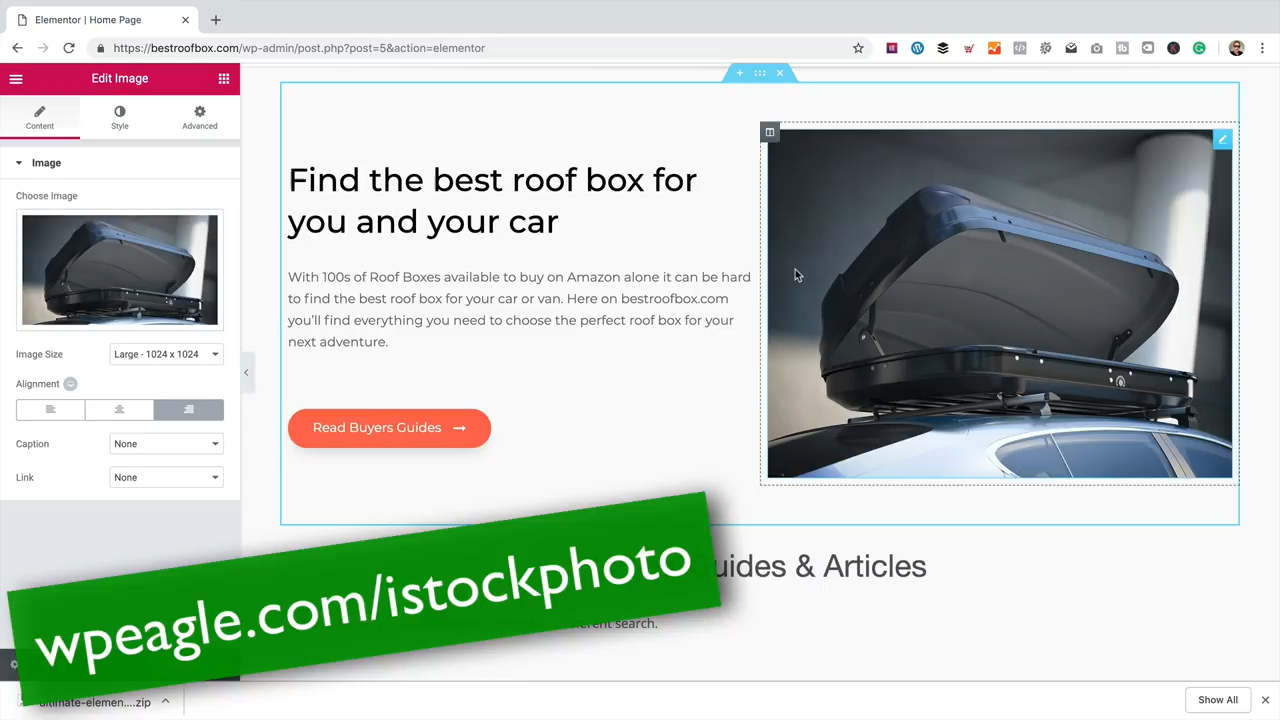 Elementor | Home Page
https://bestroofbox.com/wp-admin/post.php?post=5&action=elementor
Edit Image
Content
Style
Advanced
Image
Choose Image
Image Size
Large - 1024 x 1024
Alignment
Caption
None
Link
None
Find the best roof box for
you and your car
With 100s of Roof Boxes available to buy on Amazon alone it can be hard
to find the best roof box for your car or van. Here on bestroofbox.com
you'll find everything you need to choose the perfect roof box for your
next adventure.
Read Buyers Guides
& Articles
search.
wpeagle.com/istockphoto
Show All